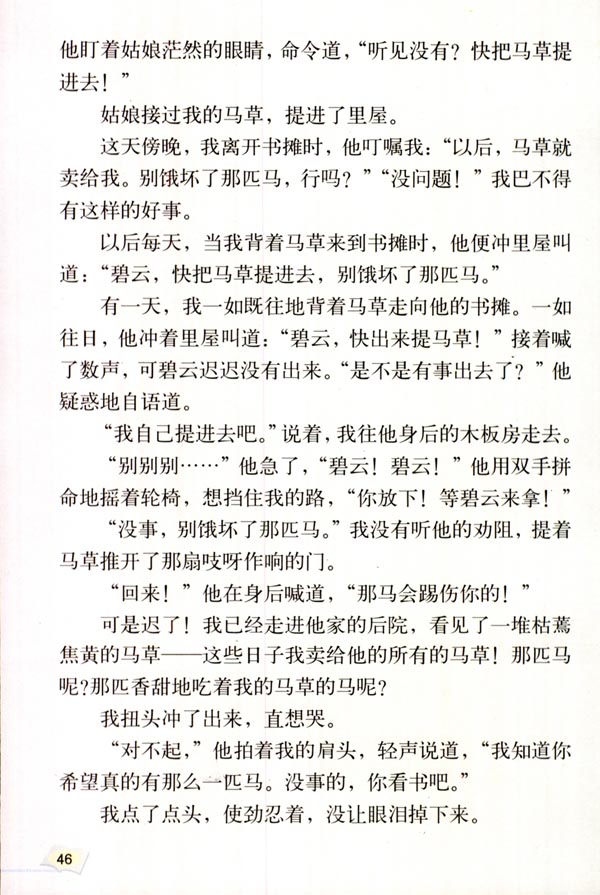 他盯着姑娘茫然的眼睛，命令道，“听见没有？快把马草提
进去！”
姑娘接过我的马草，提进了里屋。
这天傍晚，我离开书摊时，他叮嘱我：“以后，马草就
卖给我。别饿坏了那匹马，行吗？”“没问题！”我巴不得
有这样的好事。
以后每天，当我背着马草来到书摊时，他便冲里屋叫
道：“碧云，快把马草提进去，别饿坏了那匹马。”
有一天，我一如既往地背着马草走向他的书摊。一如
往日，他冲着里屋叫道：“碧云，快出来提马草！”接着喊
了数声，可碧云迟迟没有出来。“是不是有事出去了？”他
疑惑地自语道。
“我自己提进去吧。”说着，我往他身后的木板房走去。
“别别别……”他急了，“碧云！碧云！”他用双手拼
命地摇着轮椅，想挡住我的路，“你放下！等碧云来拿！”
“没事，别饿坏了那匹马。”我没有听他的劝阻，提着
马草推开了那扇吱呀作响的门。
“回来！”他在身后喊道，“那马会踢伤你的！”
可是迟了！我已经走进他家的后院，看见了一堆枯蔫
焦黄的马草——这些日子我卖给他的所有的马草！那匹马
呢？那匹香甜地吃着我的马草的马呢？
我扭头冲了出来，直想哭。
“对不起，”他拍着我的肩头，轻声说道，“我知道你
希望真的有那么一匹马。没事的，你看书吧。”
我点了点头，使劲忍着，没让眼泪掉下来。
46